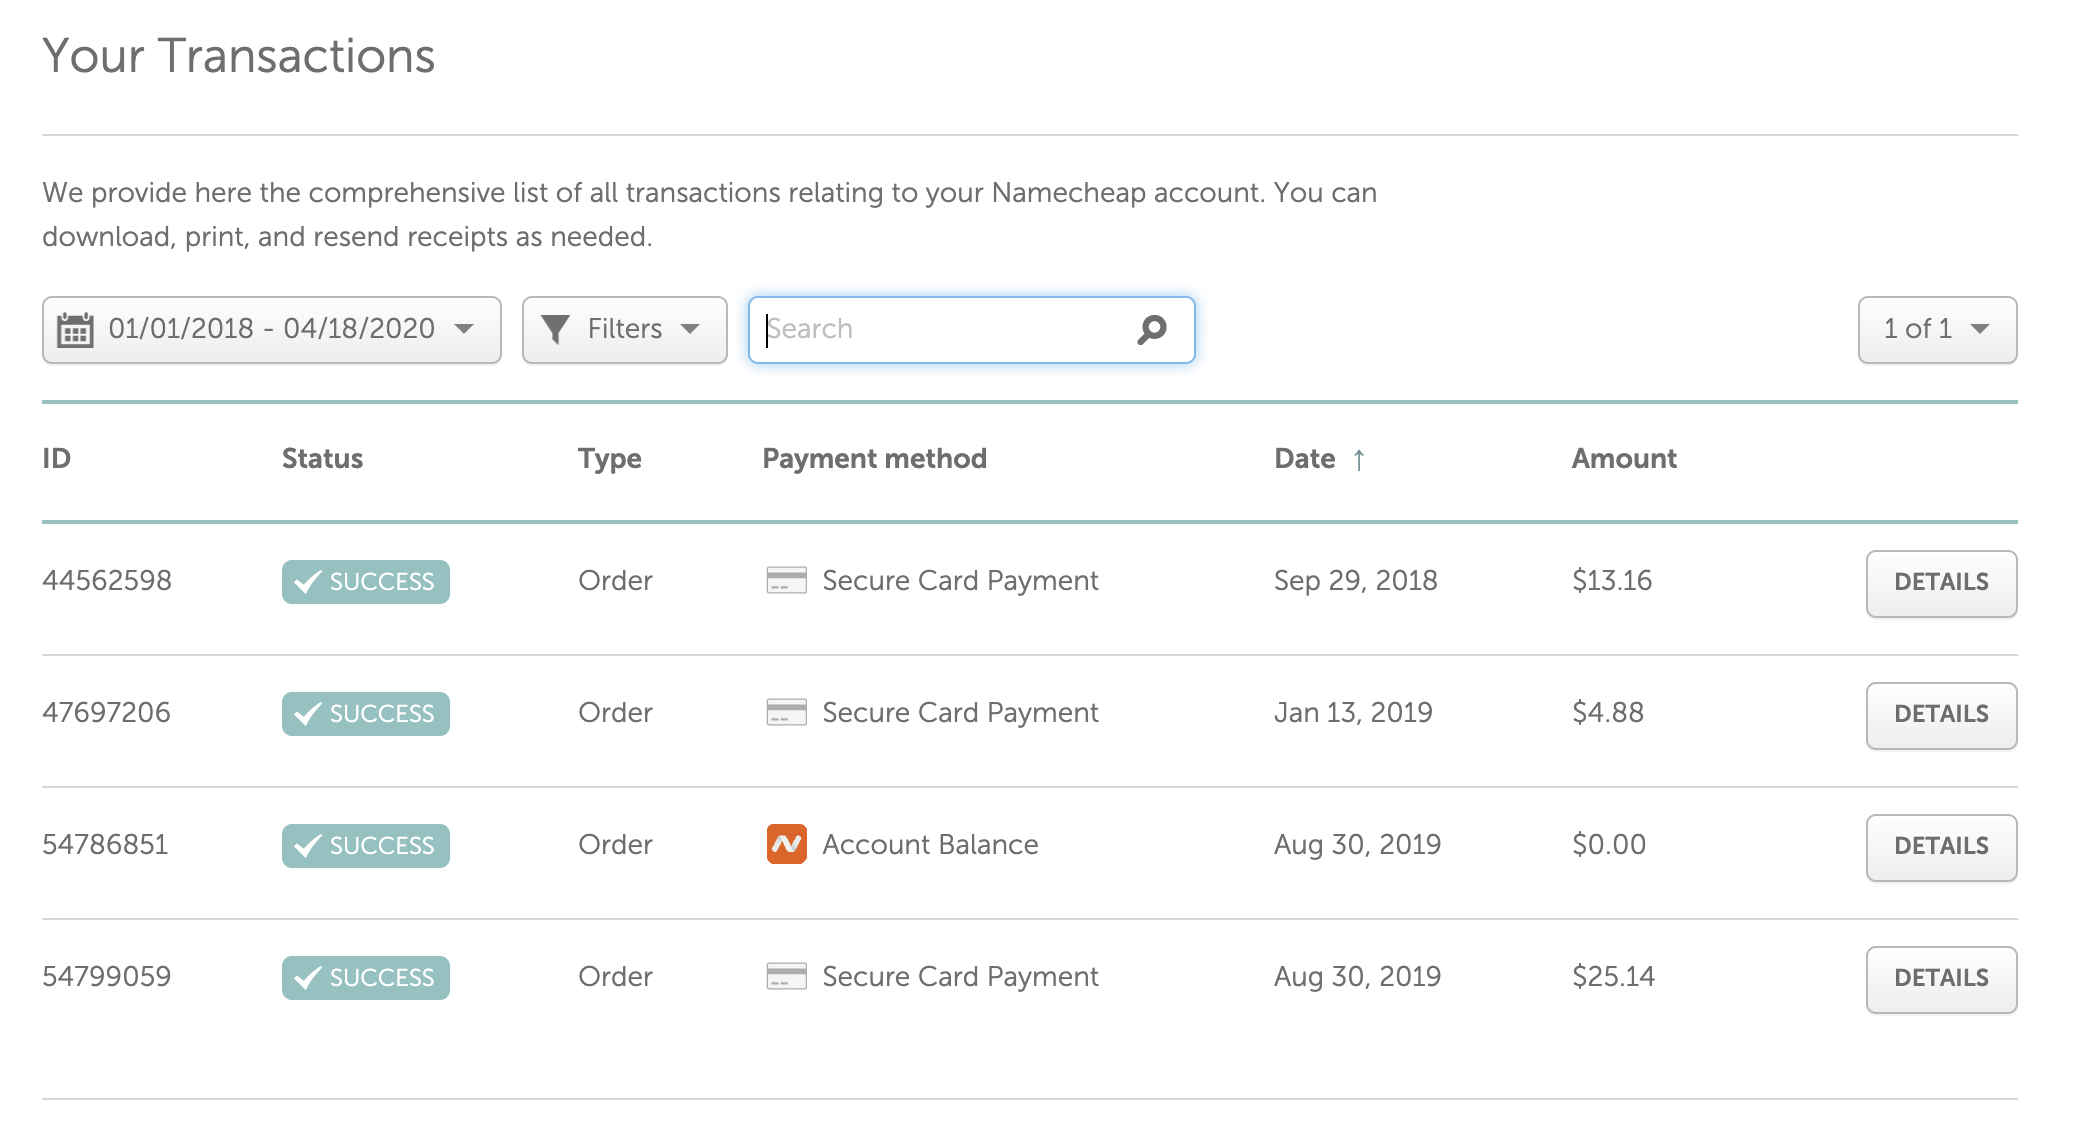 Your Transactions
We provide here the comprehensive list of all transactions relating to your Namecheap account. You can
download, print, and resend receipts as needed.
01/01/2018 - 04/18/2020 Filters Search 1 of 1
ID Status Type Payment method Date ↑ Amount
44562598 SUCCESS Order Secure Card Payment Sep 29, 2018 $13.16 DETAILS
47697206 SUCCESS Order Secure Card Payment Jan 13, 2019 $4.88 DETAILS
54786851 SUCCESS Order Account Balance Aug 30, 2019 $0.00 DETAILS
54799059 SUCCESS Order Secure Card Payment Aug 30, 2019 $25.14 DETAILS